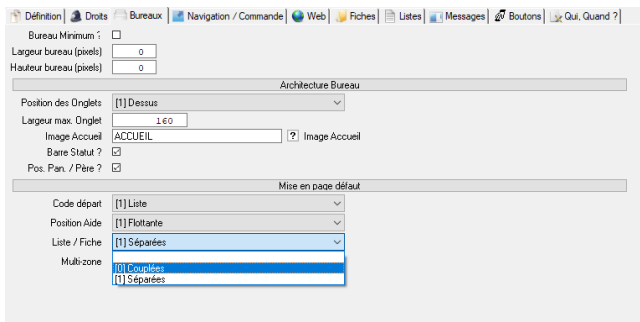 Définition Droits Bureaux Navigation / Commande Web Fiches Listes Messages Boutons Qui, Quand ?
Bureau Minimum ?
Largeur bureau (pixels) 0
Hauteur bureau (pixels) 0
Architecture Bureau
Position des Onglets [1] Dessus
Largeur max. Onglet 160
Image Accueil ACCUEIL ? Image Accueil
Barre Statut ?
Pos. Pan. / Père ?
Mise en page défaut
Code départ [1] Liste
Position Aide [1] Flottante
Liste / Fiche [1] Séparées
Multi-zone
[0] Couplées
[1] Séparées